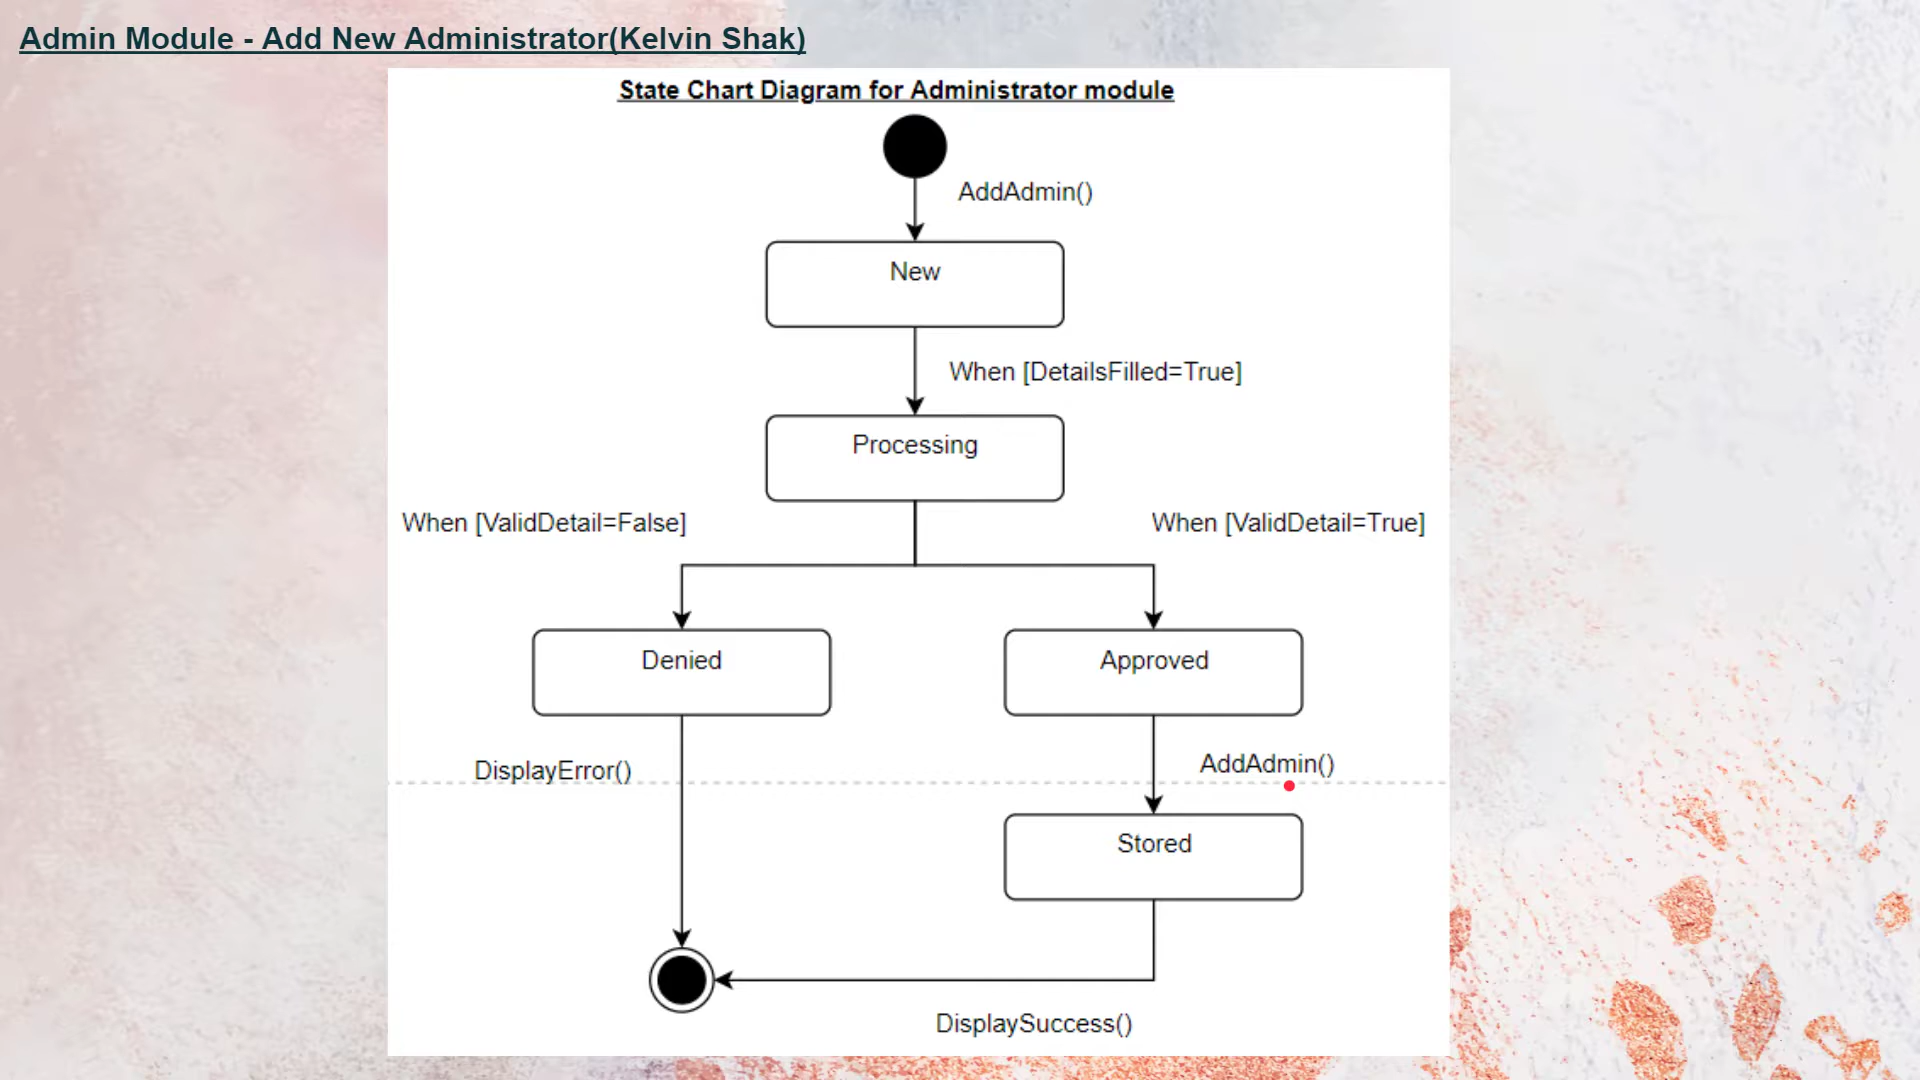 Admin Module - Add New Administrator(Kelvin Shak)
State Chart Diagram for Administrator module
AddAdmin()
New
When [DetailsFilled=True]
Processing
When [ValidDetail=False]
When [ValidDetail=True]
Denied
Approved
DisplayError()
AddAdmin()
Stored
DisplaySuccess()